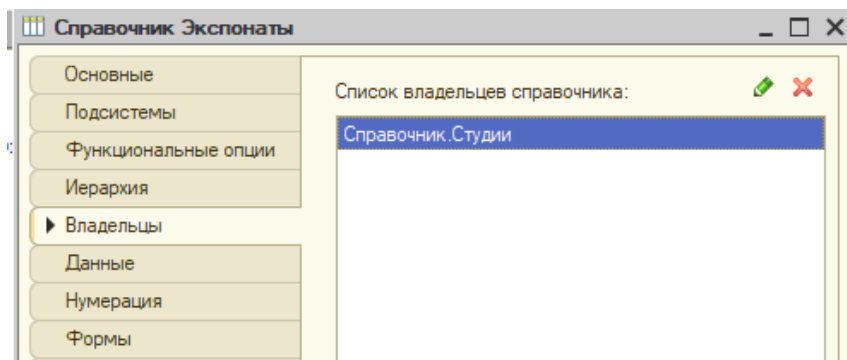 Справочник Экспонаты
Основные
Подсистемы
Функциональные опции
Иерархия
Владельцы
Данные
Нумерация
Формы
Список владельцев справочника:
Справочник.Студии